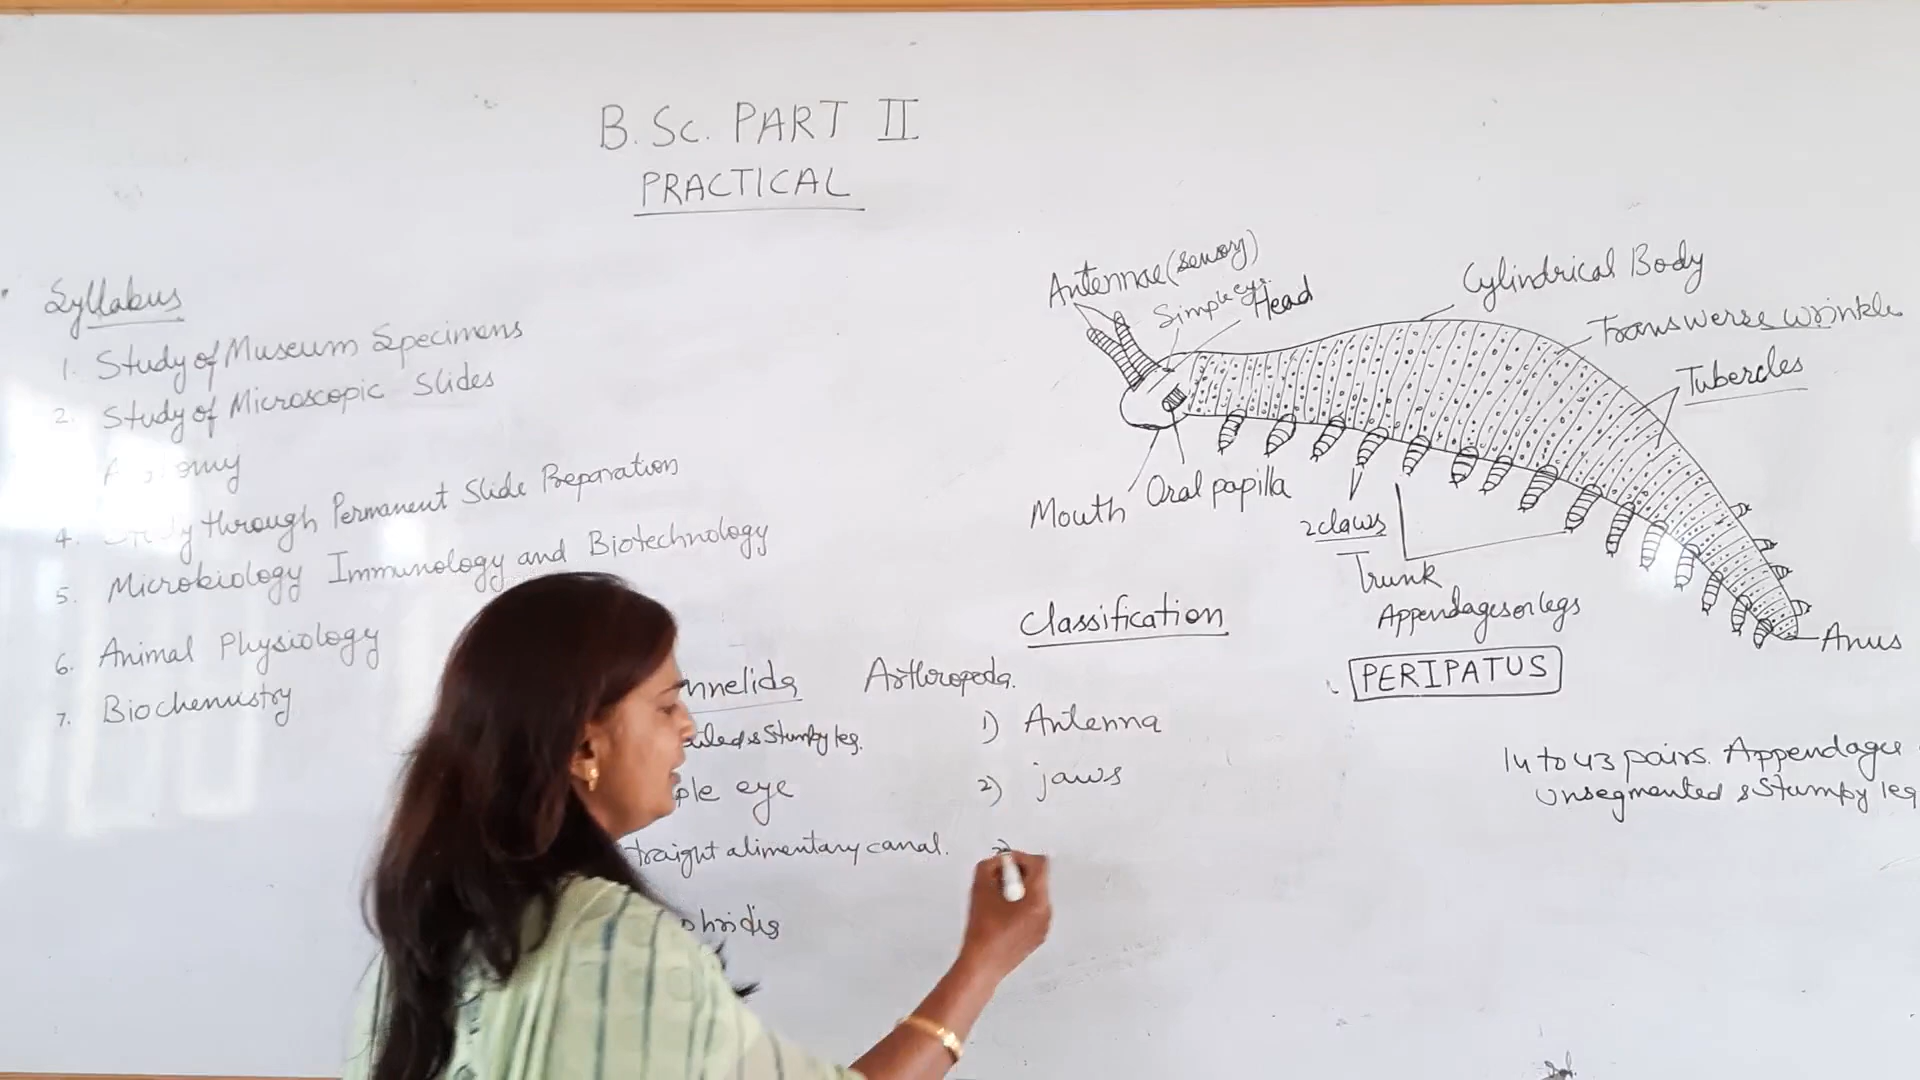 B.Sc. PART II
PRACTICAL
Syllabus
1. Study of Museum Specimens
2. Study of Microscopic Slides
4. through Permanent Slide Preparation
5. Microbiology Immunology and Biotechnology
6. Animal Physiology
7. Biochemistry
Antennae (sensory)
Simple eye
Head
Cylindrical Body
Transwerse wrinkle
Tubercles
Mouth
Oral papilla
2 claws
Trunk
Appendages or legs
Anus
PERIPATUS
14 to 43 pairs. Appendage
Unsegmented & Stumpy leg
Classification
nnelida
Arthropoda.
& Stumpy leg.
ple eye
traight alimentary canal.
1) Antenna
2) jaws